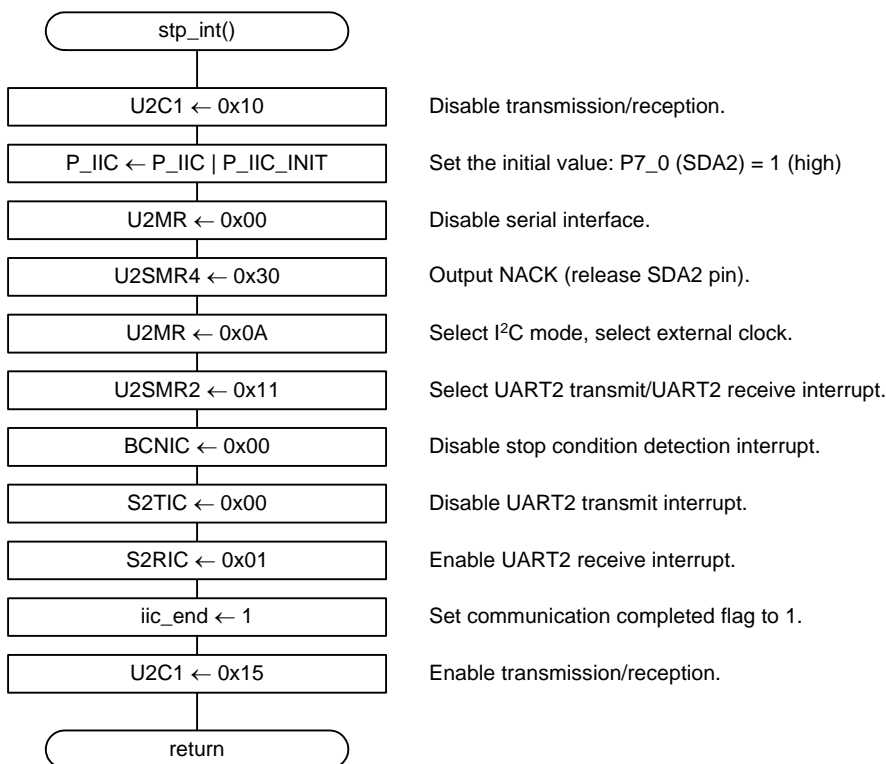 stp_int()
U2C1 ← 0x10 Disable transmission/reception.
P_IIC ← P_IIC | P_IIC_INIT Set the initial value: P7_0 (SDA2) = 1 (high)
U2MR ← 0x00 Disable serial interface.
U2SMR4 ← 0x30 Output NACK (release SDA2 pin).
U2MR ← 0x0A Select I²C mode, select external clock.
U2SMR2 ← 0x11 Select UART2 transmit/UART2 receive interrupt.
BCNIC ← 0x00 Disable stop condition detection interrupt.
S2TIC ← 0x00 Disable UART2 transmit interrupt.
S2RIC ← 0x01 Enable UART2 receive interrupt.
iic_end ← 1 Set communication completed flag to 1.
U2C1 ← 0x15 Enable transmission/reception.
return